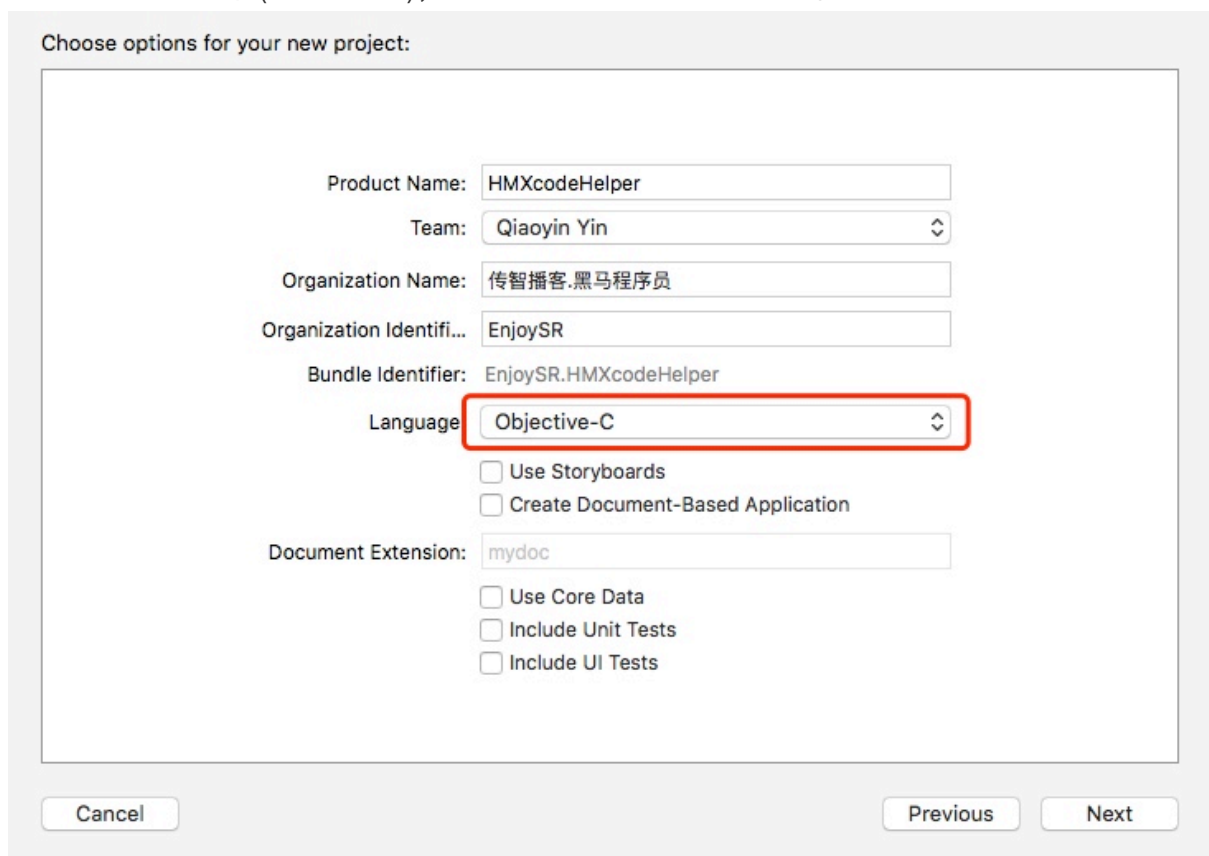 Choose options for your new project:
Product Name: HMXcodeHelper
Team: Qiaoyin Yin
Organization Name: 传智播客.黑马程序员
Organization Identifi... EnjoySR
Bundle Identifier: EnjoySR.HMXcodeHelper
Language Objective-C
Use Storyboards
Create Document-Based Application
Document Extension: mydoc
Use Core Data
Include Unit Tests
Include UI Tests
Cancel Previous Next